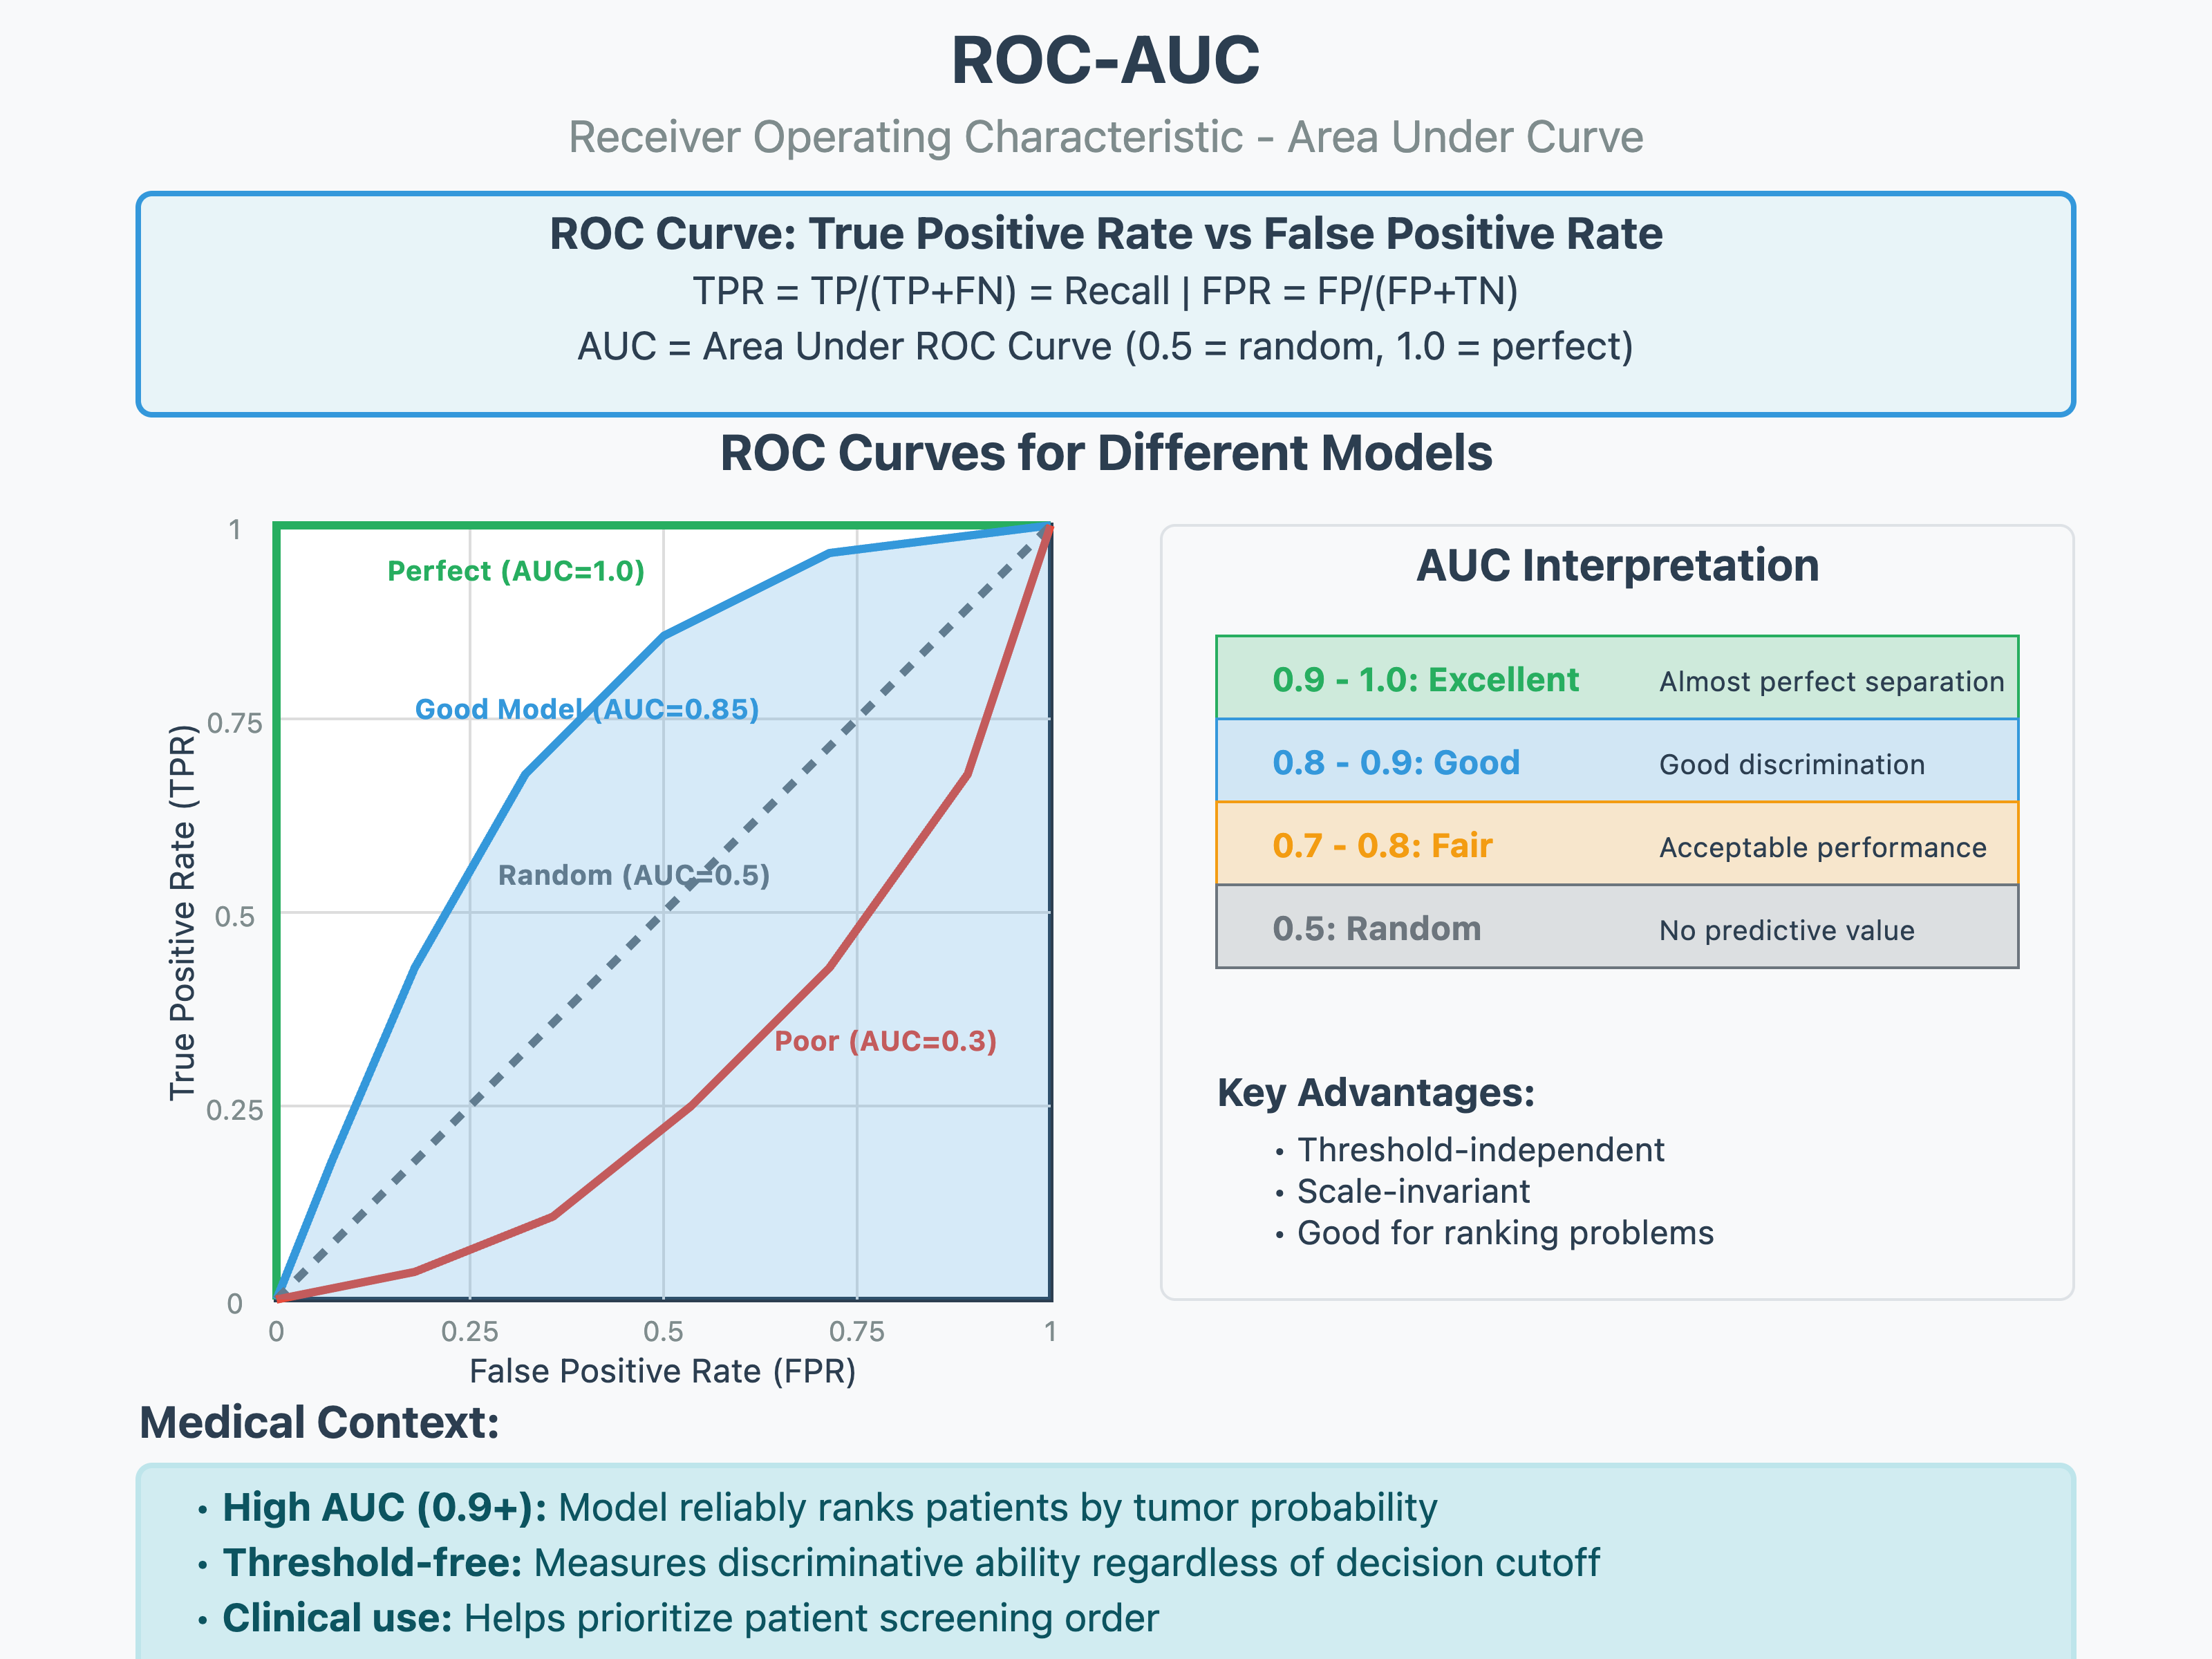 ROC-AUC
Receiver Operating Characteristic - Area Under Curve
ROC Curve: True Positive Rate vs False Positive Rate
TPR = TP/(TP+FN) = Recall | FPR = FP/(FP+TN)
AUC = Area Under ROC Curve (0.5 = random, 1.0 = perfect)
ROC Curves for Different Models
1
0.75
0.5
0.25
0
True Positive Rate (TPR)
Perfect (AUC=1.0)
Good Model (AUC=0.85)
Random (AUC=0.5)
Poor (AUC=0.3)
0
0.25
0.5
0.75
1
False Positive Rate (FPR)
AUC Interpretation
0.9 - 1.0: Excellent Almost perfect separation
0.8 - 0.9: Good Good discrimination
0.7 - 0.8: Fair Acceptable performance
0.5: Random No predictive value
Key Advantages:
• Threshold-independent
• Scale-invariant
• Good for ranking problems
Medical Context:
• High AUC (0.9+): Model reliably ranks patients by tumor probability
• Threshold-free: Measures discriminative ability regardless of decision cutoff
• Clinical use: Helps prioritize patient screening order